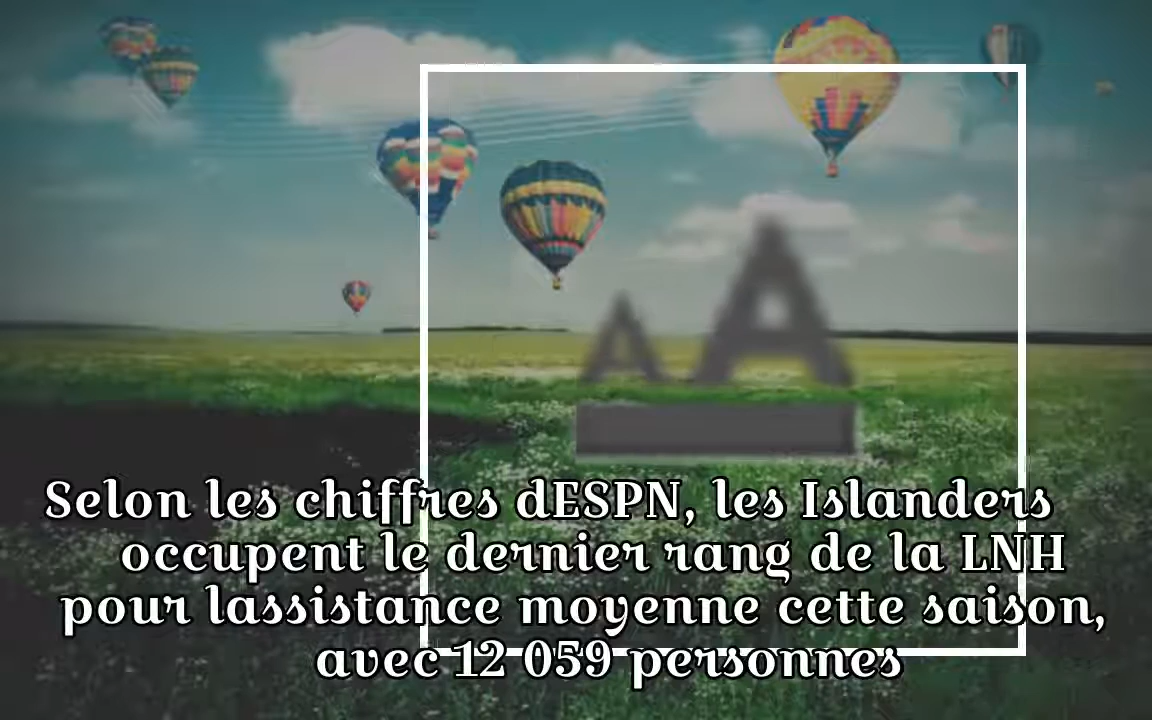 AA
Selon les chiffres dESPN, les Islanders
occupent le dernier rang de la LNH
pour lassistance moyenne cette saison,
avec 12 059 personnes